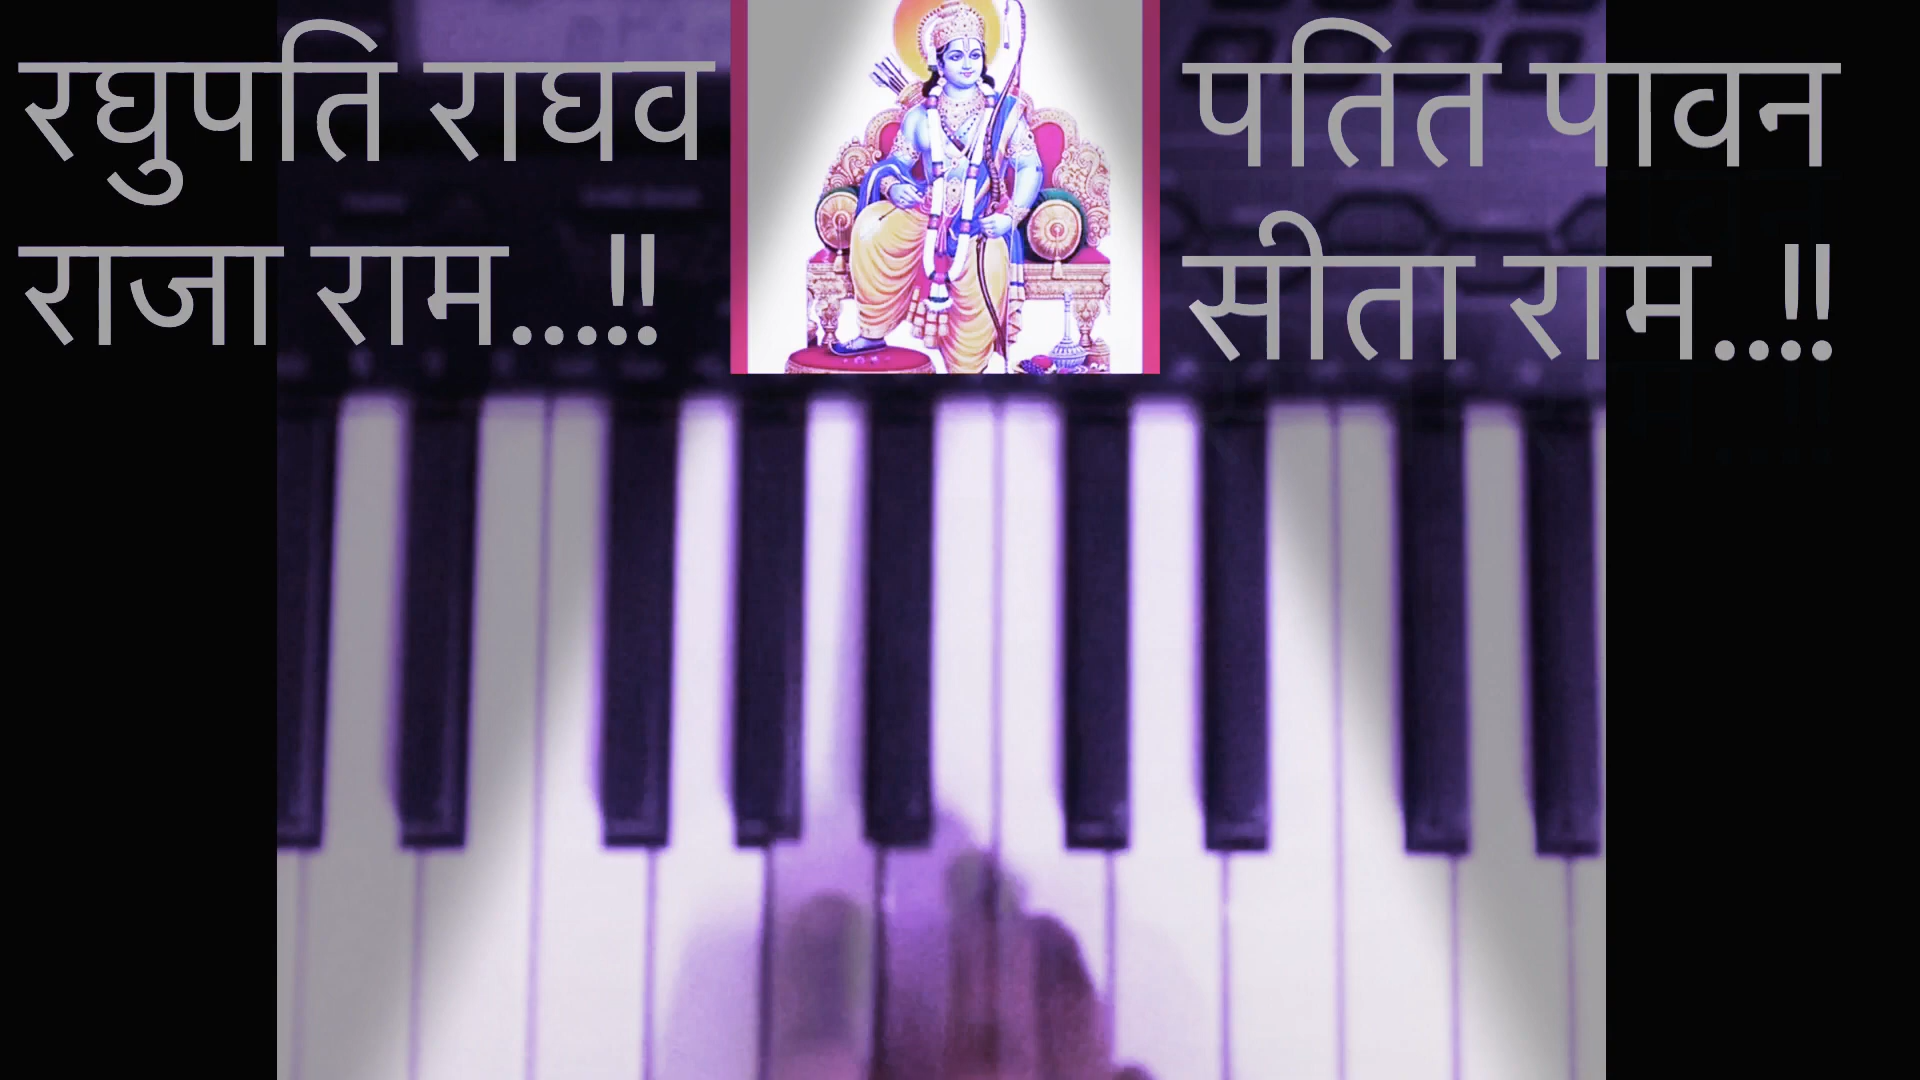 रघुपति राघव
राजा राम...!!
पतित पावन
सीता राम..!!